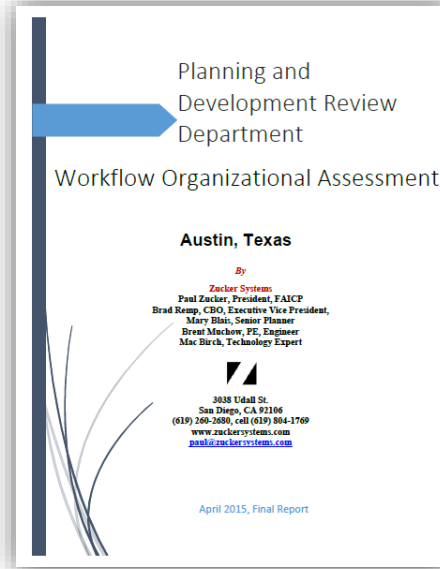 Planning and
Development Review
Department
Workflow Organizational Assessment
Austin, Texas
By
Zucker Systems
Paul Zucker, President, FAICP
Brad Remp, CBO, Executive Vice President,
Mary Blais, Senior Planner
Brent Muchow, PE, Engineer
Mac Birch, Technology Expert
3038 Udall St.
San Diego, CA 92106
(619) 260-2680, cell (619) 804-1769
www.zuckersystems.com
paul@zuckersystems.com
April 2015, Final Report